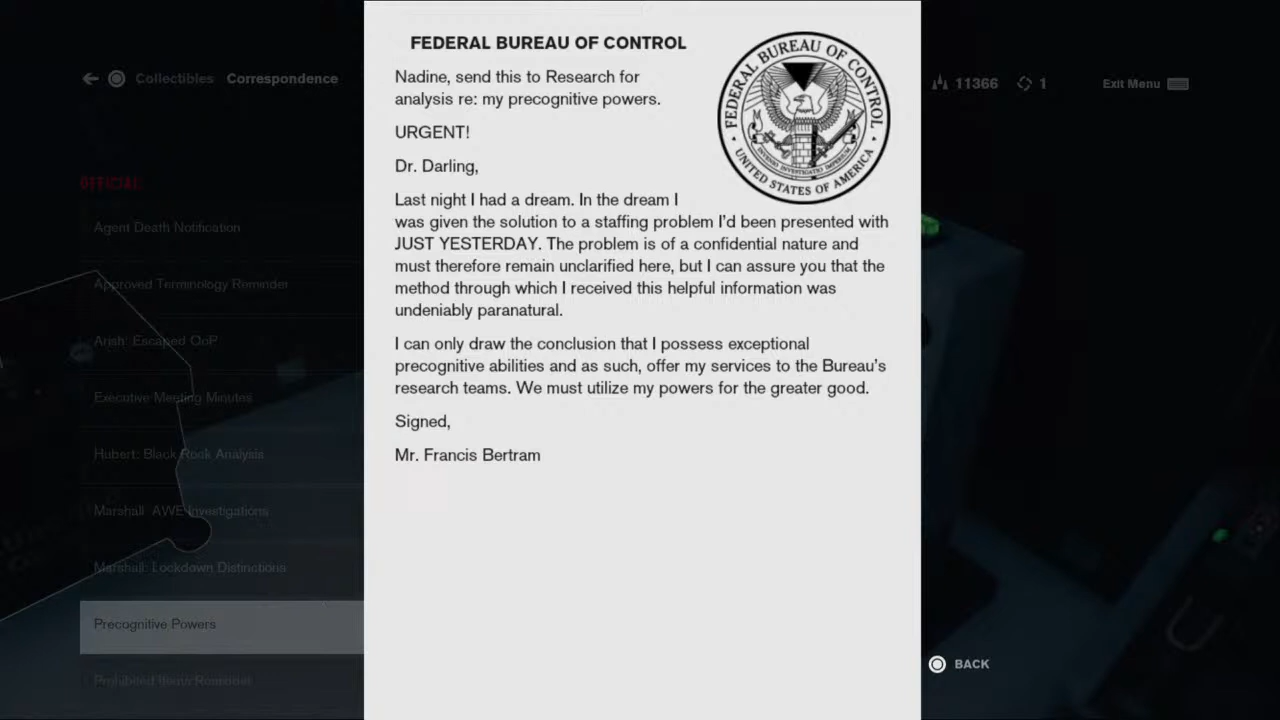 FEDERAL BUREAU OF CONTROL
Nadine, send this to Research for
analysis re: my precognitive powers.
URGENT!
Dr. Darling,
Last night I had a dream. In the dream I
was given the solution to a staffing problem I'd been presented with
JUST YESTERDAY. The problem is of a confidential nature and
must therefore remain unclarified here, but I can assure you that the
method through which I received this helpful information was
undeniably paranatural.
I can only draw the conclusion that I possess exceptional
precognitive abilities and as such, offer my services to the Bureau's
research teams. We must utilize my powers for the greater good.
Signed,
Mr. Francis Bertram
FEDERAL BUREAU OF CONTROL
UNITED STATES OF AMERICA
Collectibles Correspondence
11366 1 Exit Menu
OFFICIAL
Agent Death Notification
Approved Terminology Reminder
Arish: Escaped OoP
Executive Meeting Minutes
Hubert: Black Rock Analysis
Marshall: AWE Investigations
Marshall: Lockdown Distinctions
Precognitive Powers
Prohibited Items Reminder
BACK